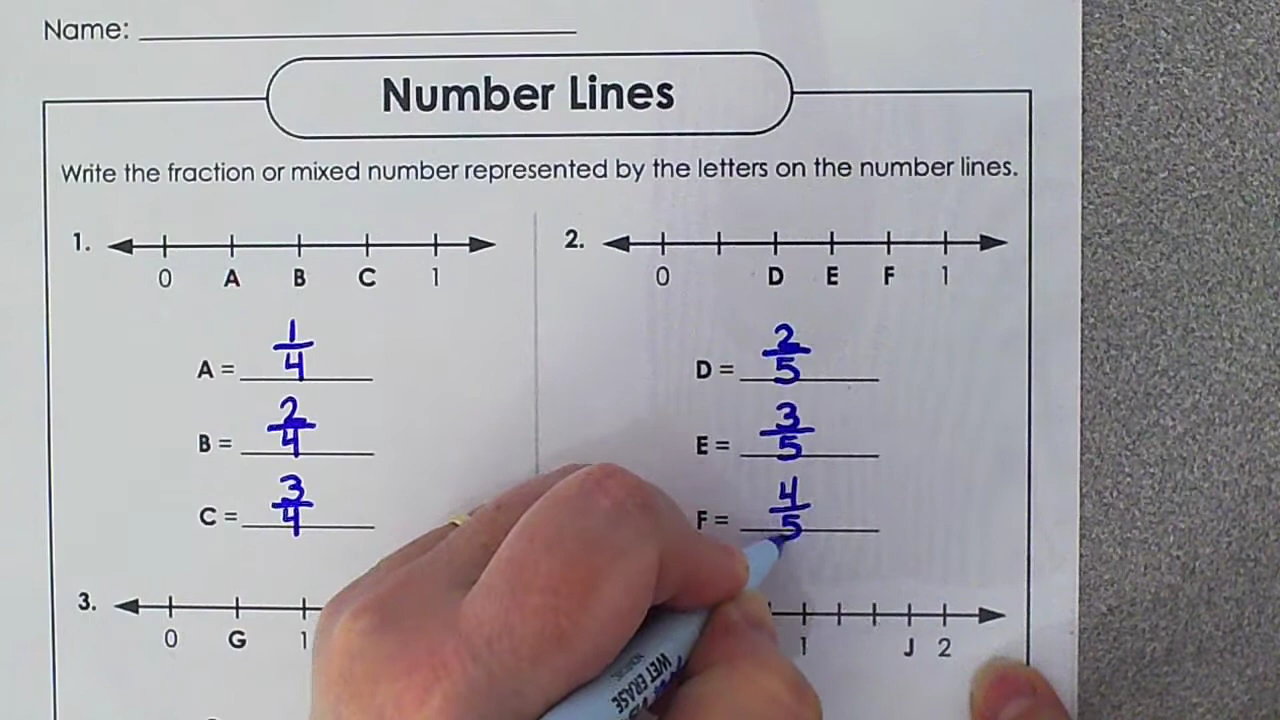 Name:
Number Lines
Write the fraction or mixed number represented by the letters on the number lines.
1.
0 A B C 1
A = 1/4
B = 2/4
C = 3/4
2.
0 D E F 1
D = 2/5
E = 3/5
F = 4/5
3.
0 G 1
1 J 2
WET ERASE